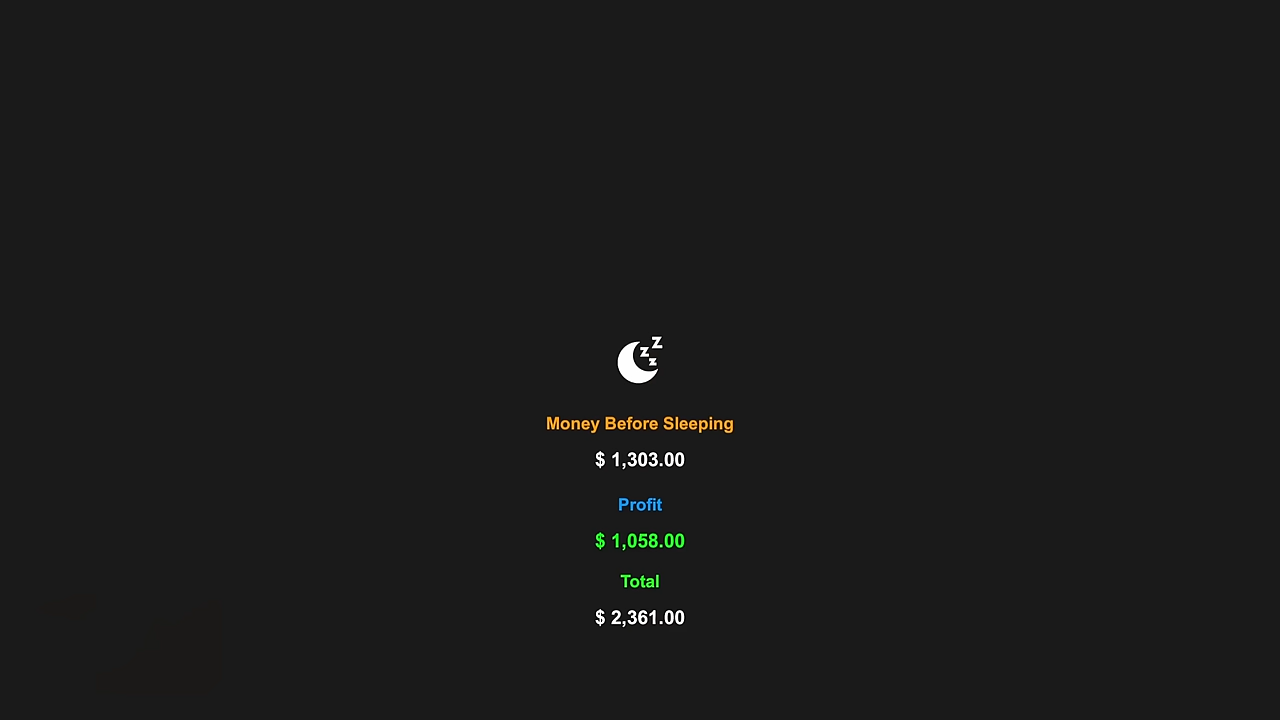 z z z
Money Before Sleeping
$ 1,303.00
Profit
$ 1,058.00
Total
$ 2,361.00